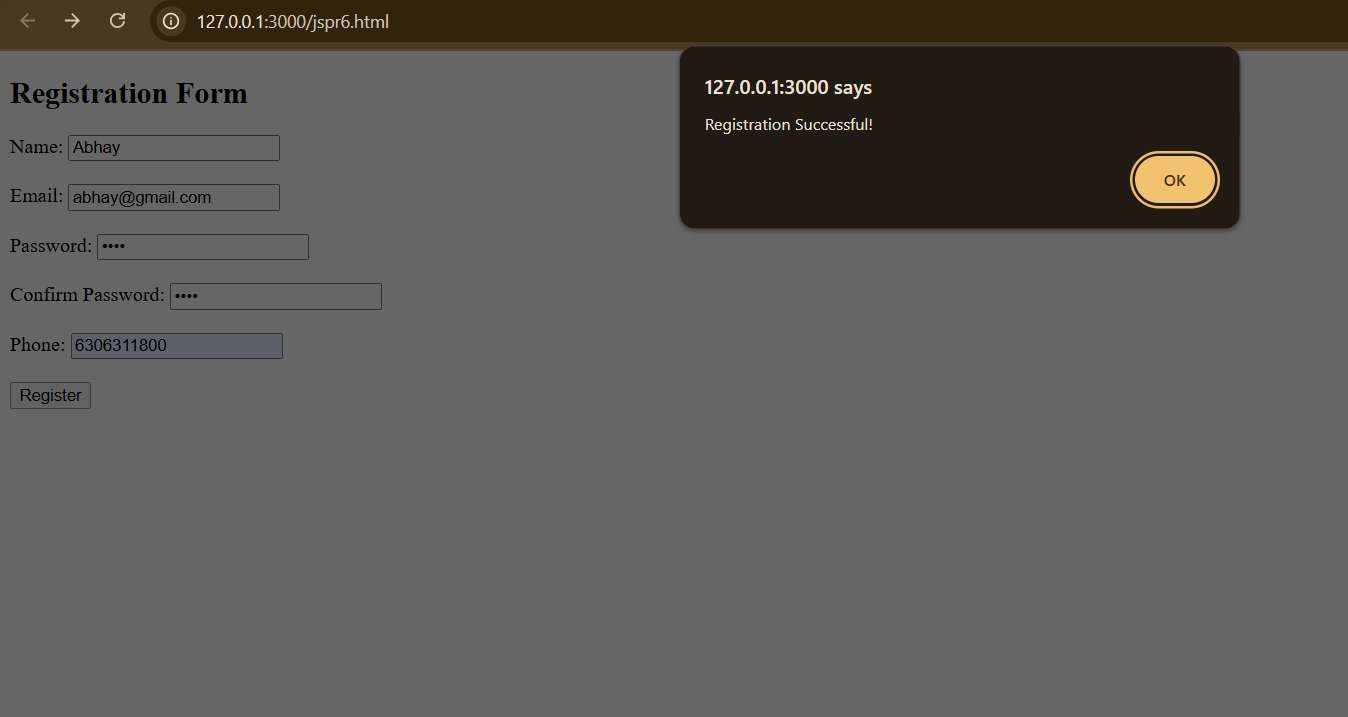 127.0.0.1:3000/jspr6.html
127.0.0.1:3000 says
Registration Successful!
OK
Registration Form
Name: Abhay
Email: abhay@gmail.com
Password: ••••
Confirm Password: ••••
Phone: 6306311800
Register